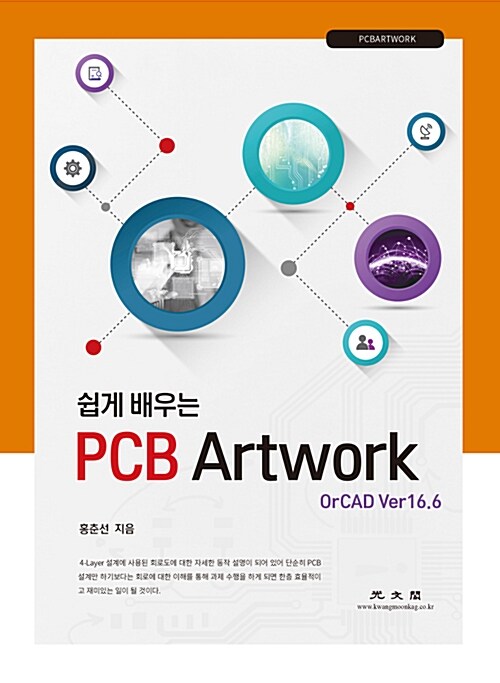 PCBARTWORK
쉽게 배우는
PCB Artwork
OrCAD Ver16.6
홍춘선 지음
4-Layer 설계에 사용된 회로도에 대한 자세한 동작 설명이 되어 있어 단순히 PCB
설계만 하기보다는 회로에 대한 이해를 통해 과제 수행을 하게 되면 한층 효율적이
고 재미있는 일이 될 것이다.
光文閣
www.kwangmoonkag.co.kr